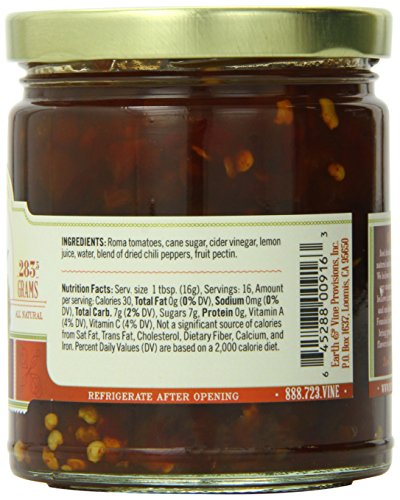 INGREDIENTS: Roma tomatoes, cane sugar, cider vinegar, lemon
juice, water, blend of dried chili peppers, fruit pectin.
Nutrition Facts: Serv. size 1 tbsp. (16g), Servings: 16, Amount
per serving: Calories 30, Total Fat 0g (0% DV), Sodium 0mg (0%
DV), Total Carb. 7g (2% DV), Sugars 7g, Protein 0g, Vitamin A
(4% DV), Vitamin C (4% DV). Not a significant source of calories
from Sat Fat, Trans Fat, Cholesterol, Dietary Fiber, Calcium, and
Iron. Percent Daily Values (DV) are based on a 2,000 calorie diet.
REFRIGERATE AFTER OPENING
888.723.VINE
283.5
GRAMS
ALL NATURAL
6 45288 00916 3
Earth & Vine Provisions, Inc.
P.O. Box 1637, Loomis, CA 95650